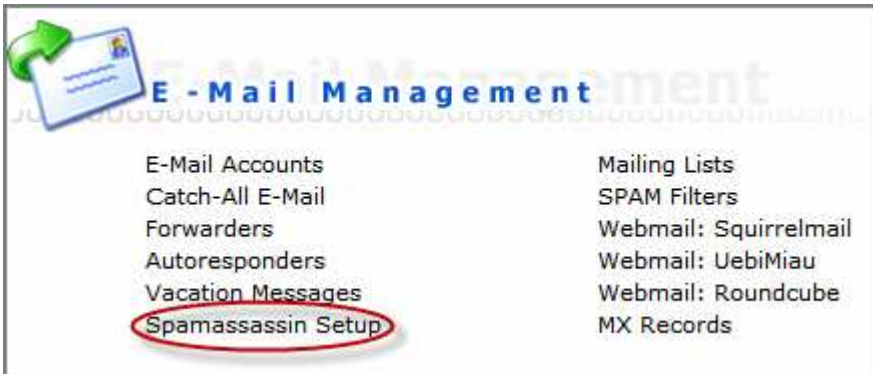 E-Mail Management
E-Mail Accounts
Catch-All E-Mail
Forwarders
Autoresponders
Vacation Messages
Spamassassin Setup
Mailing Lists
SPAM Filters
Webmail: Squirrelmail
Webmail: UebiMiau
Webmail: Roundcube
MX Records